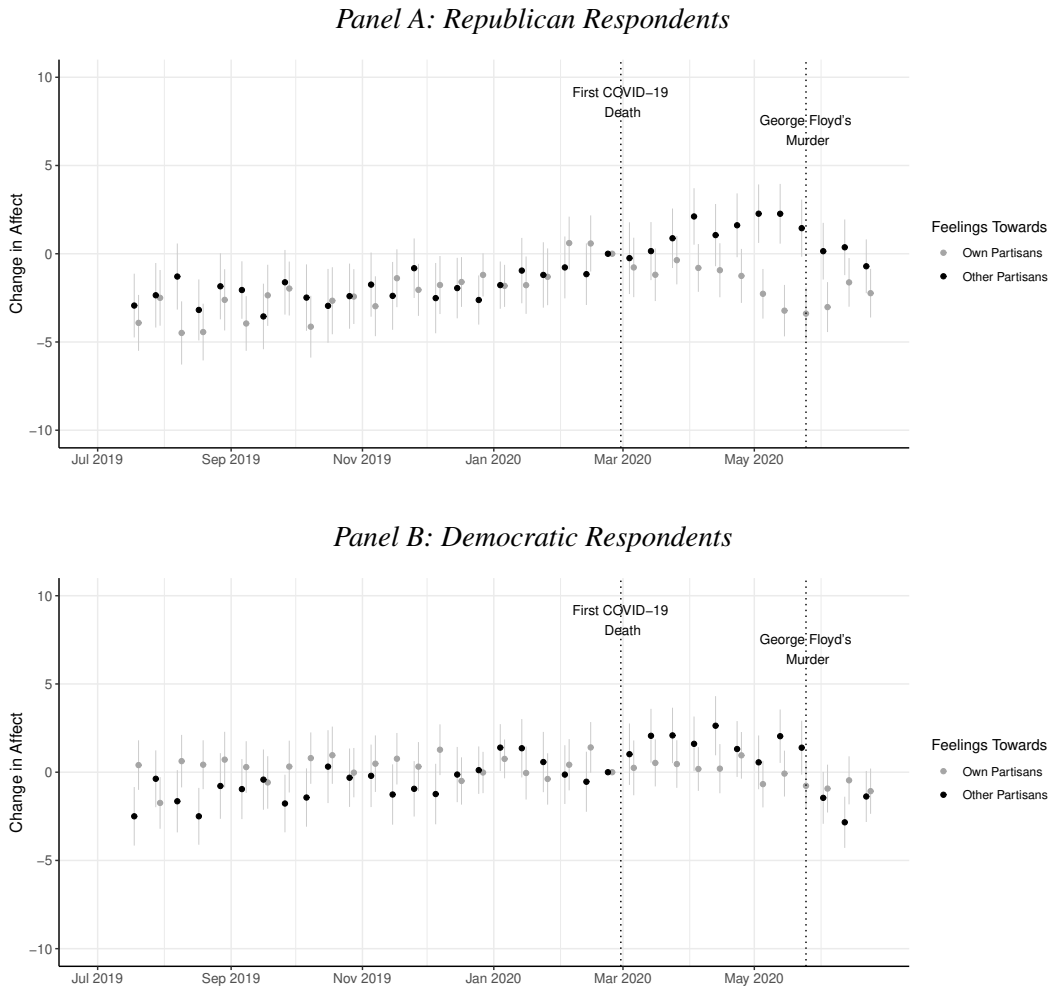 Panel A: Republican Respondents
10
First COVID−19
Death
George Floyd's
Murder
5
Feelings Towards
Own Partisans
Other Partisans
0
Change in Affect
−5
−10
Jul 2019 Sep 2019 Nov 2019 Jan 2020 Mar 2020 May 2020
Panel B: Democratic Respondents
10
First COVID−19
Death
George Floyd's
Murder
5
Feelings Towards
Own Partisans
Other Partisans
0
Change in Affect
−5
−10
Jul 2019 Sep 2019 Nov 2019 Jan 2020 Mar 2020 May 2020